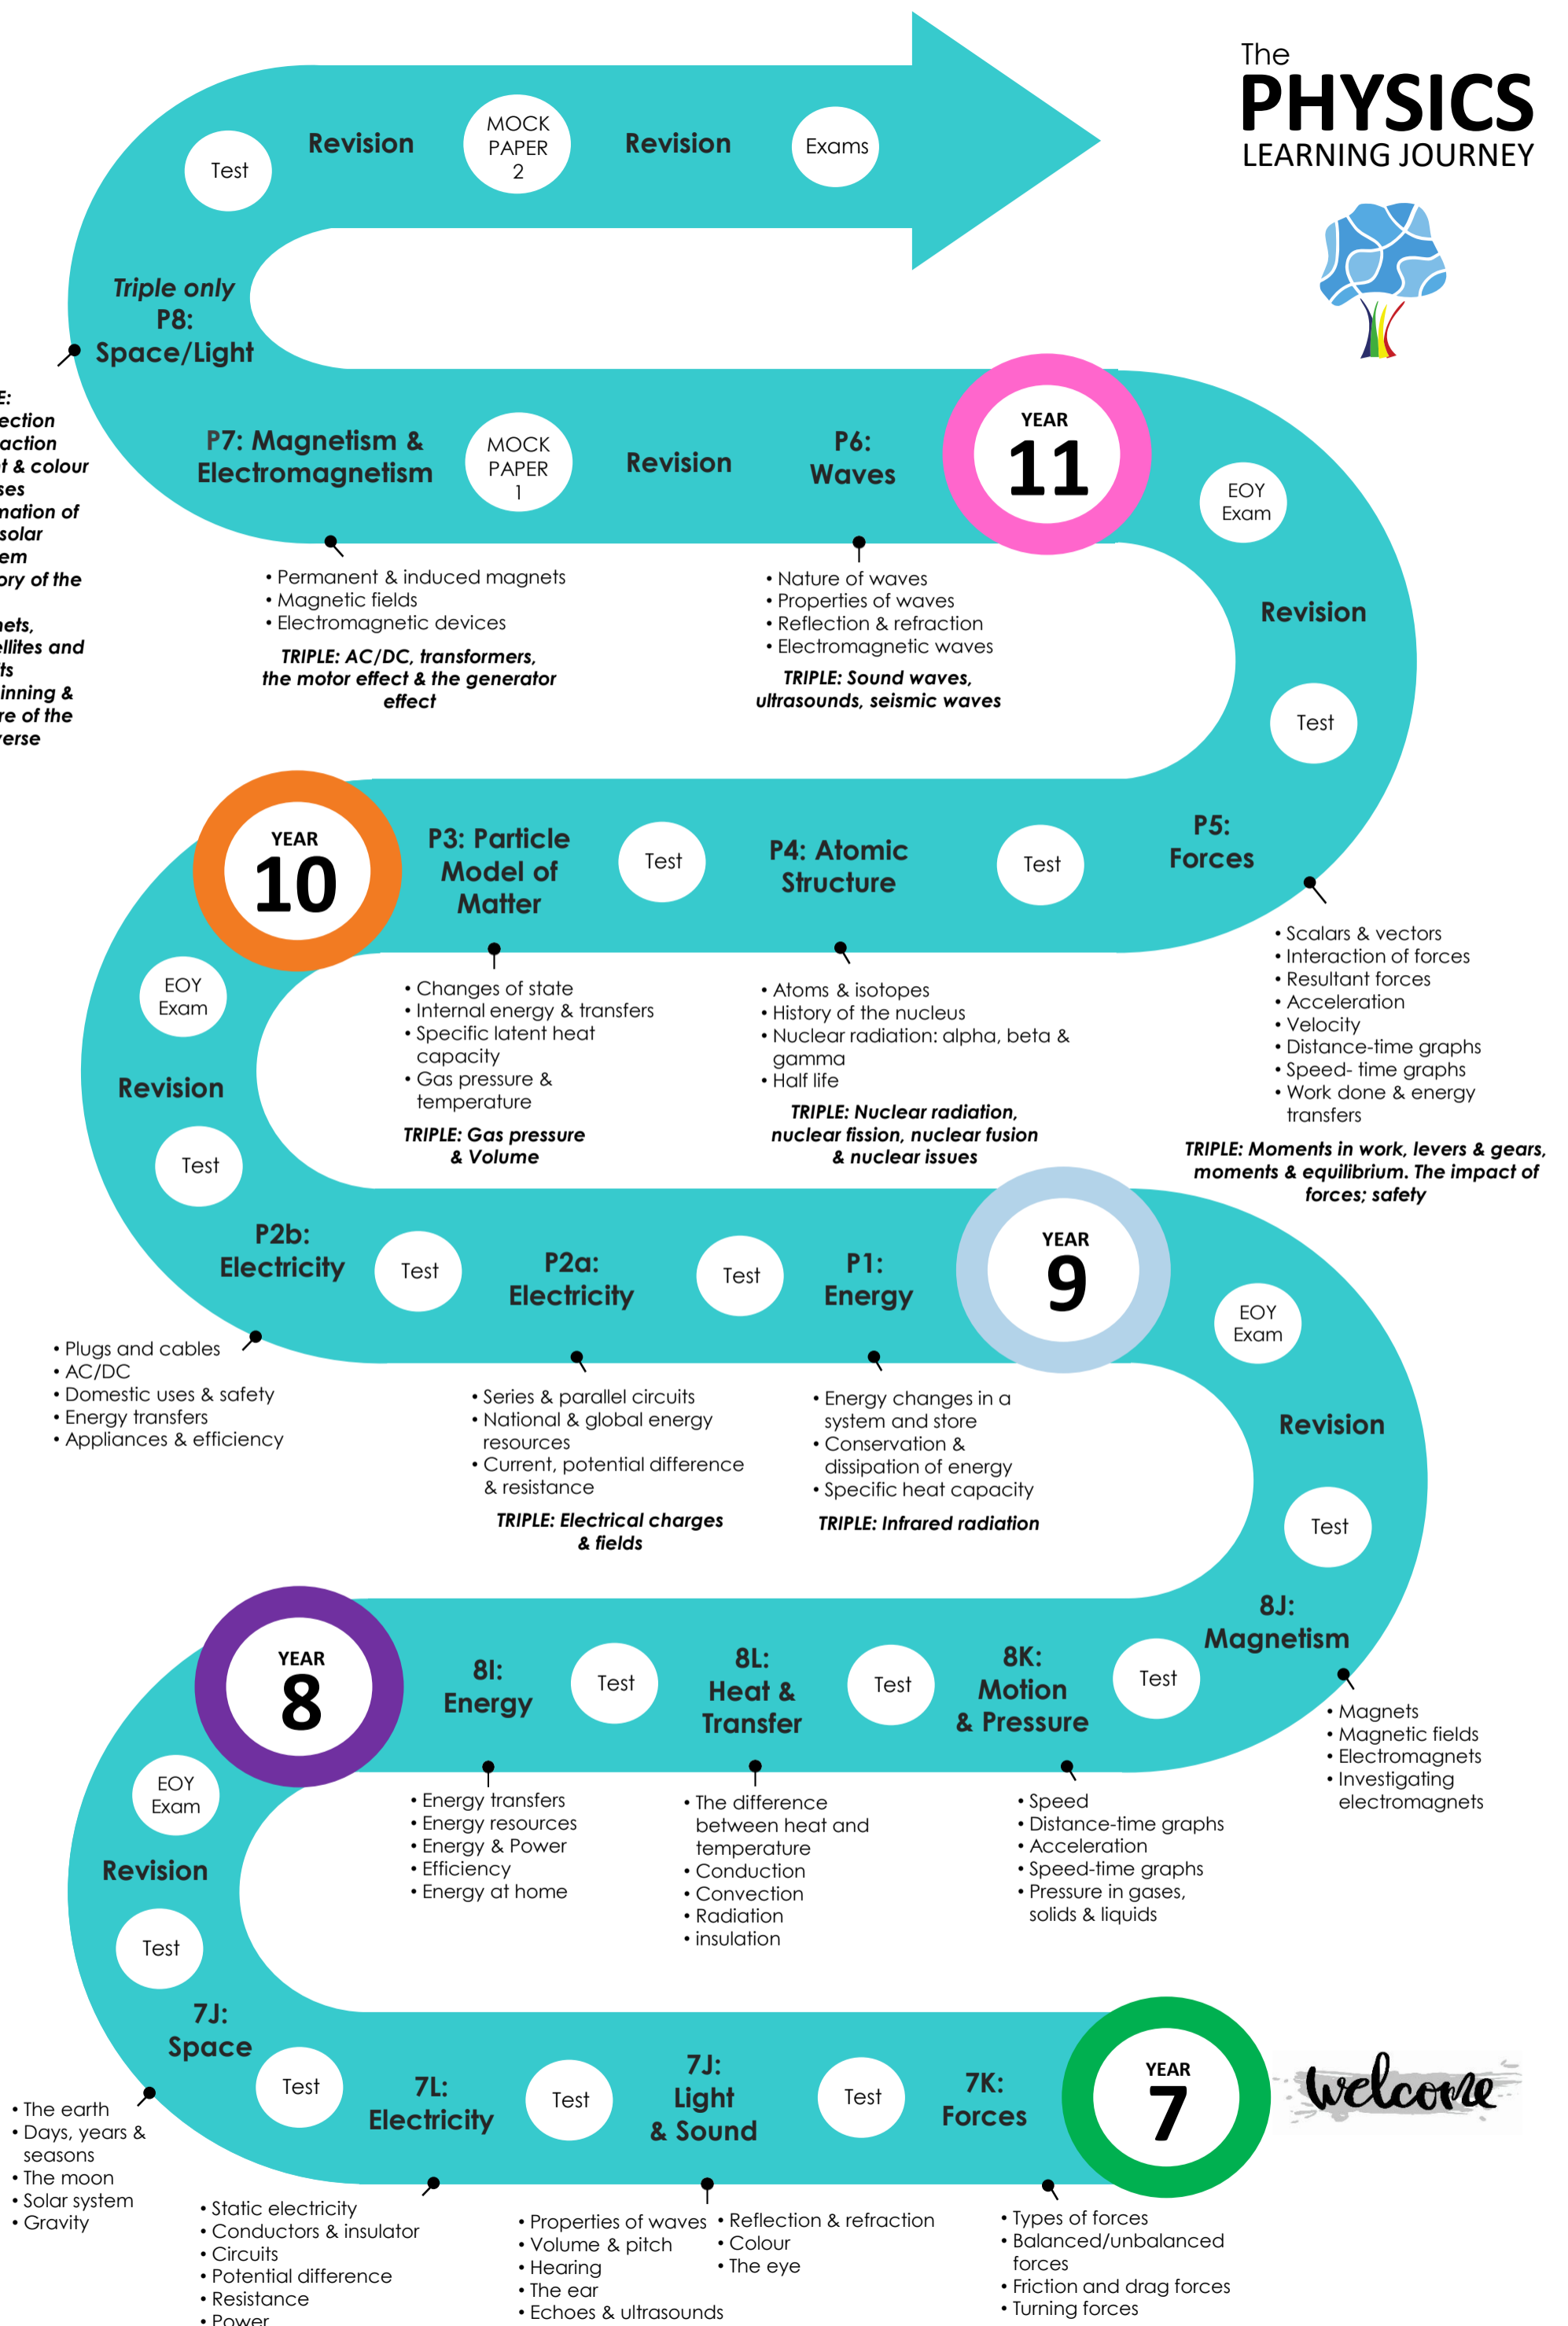 The
PHYSICS
LEARNING JOURNEY
Test
Revision
MOCK
PAPER
2
Revision
Exams
Triple only
P8:
Space/Light
& colour
of
solar
of the
and
&
of the
P7: Magnetism &
Electromagnetism
MOCK
PAPER
1
Revision
P6:
Waves
YEAR
11
EOY
Exam
Revision
Test
• Permanent & induced magnets
• Magnetic fields
• Electromagnetic devices
TRIPLE: AC/DC, transformers,
the motor effect & the generator
effect
• Nature of waves
• Properties of waves
• Reflection & refraction
• Electromagnetic waves
TRIPLE: Sound waves,
ultrasounds, seismic waves
YEAR
10
P3: Particle
Model of
Matter
Test
P4: Atomic
Structure
Test
P5:
Forces
• Changes of state
• Internal energy & transfers
• Specific latent heat
capacity
• Gas pressure &
temperature
TRIPLE: Gas pressure
& Volume
• Atoms & isotopes
• History of the nucleus
• Nuclear radiation: alpha, beta &
gamma
• Half life
TRIPLE: Nuclear radiation,
nuclear fission, nuclear fusion
& nuclear issues
• Scalars & vectors
• Interaction of forces
• Resultant forces
• Acceleration
• Velocity
• Distance-time graphs
• Speed- time graphs
• Work done & energy
transfers
TRIPLE: Moments in work, levers & gears,
moments & equilibrium. The impact of
forces; safety
EOY
Exam
Revision
Test
P2b:
Electricity
Test
P2a:
Electricity
Test
P1:
Energy
YEAR
9
EOY
Exam
Revision
Test
• Plugs and cables
• AC/DC
• Domestic uses & safety
• Energy transfers
• Appliances & efficiency
• Series & parallel circuits
• National & global energy
resources
• Current, potential difference
& resistance
TRIPLE: Electrical charges
& fields
• Energy changes in a
system and store
• Conservation &
dissipation of energy
• Specific heat capacity
TRIPLE: Infrared radiation
YEAR
8
8I:
Energy
Test
8L:
Heat &
Transfer
Test
8K:
Motion
& Pressure
Test
8J:
Magnetism
• Energy transfers
• Energy resources
• Energy & Power
• Efficiency
• Energy at home
• The difference
between heat and
temperature
• Conduction
• Convection
• Radiation
• insulation
• Speed
• Distance-time graphs
• Acceleration
• Speed-time graphs
• Pressure in gases,
solids & liquids
• Magnets
• Magnetic fields
• Electromagnets
• Investigating
electromagnets
EOY
Exam
Revision
Test
7J:
Space
Test
7L:
Electricity
Test
7J:
Light
& Sound
Test
7K:
Forces
YEAR
7
welcome
• The earth
• Days, years &
seasons
• The moon
• Solar system
• Gravity
• Static electricity
• Conductors & insulator
• Circuits
• Potential difference
• Resistance
• Power
• Properties of waves
• Volume & pitch
• Hearing
• The ear
• Echoes & ultrasounds
• Reflection & refraction
• Colour
• The eye
• Types of forces
• Balanced/unbalanced
forces
• Friction and drag forces
• Turning forces